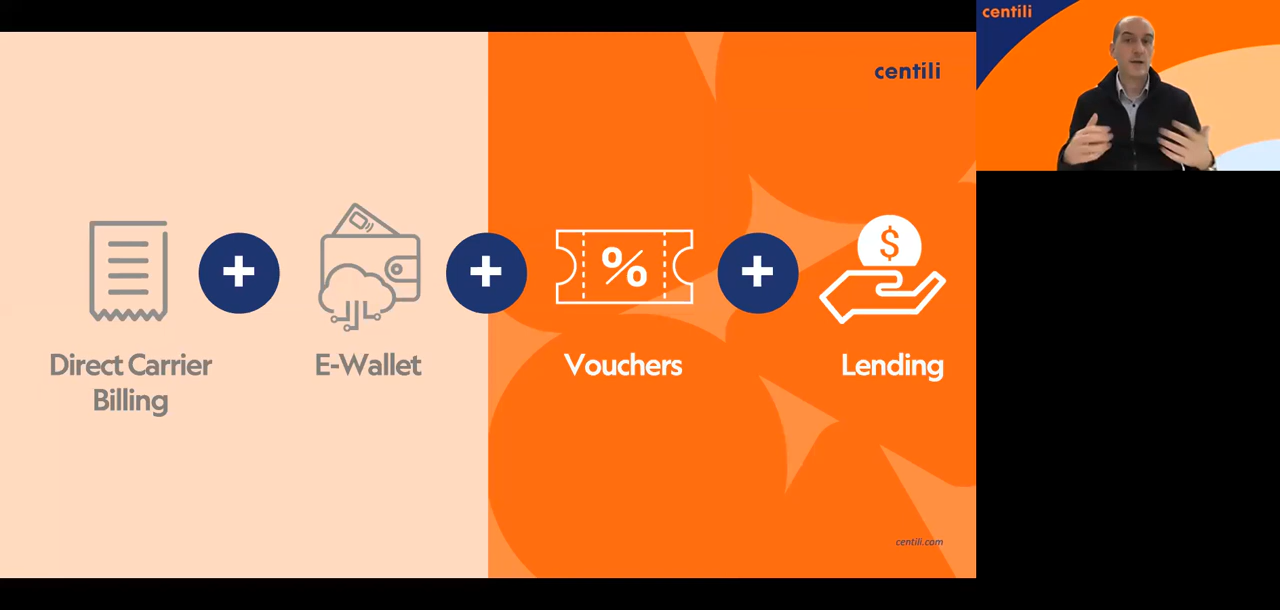 centili
centili
+
+
%
+
$
Direct Carrier
Billing
E-Wallet
Vouchers
Lending
centili.com